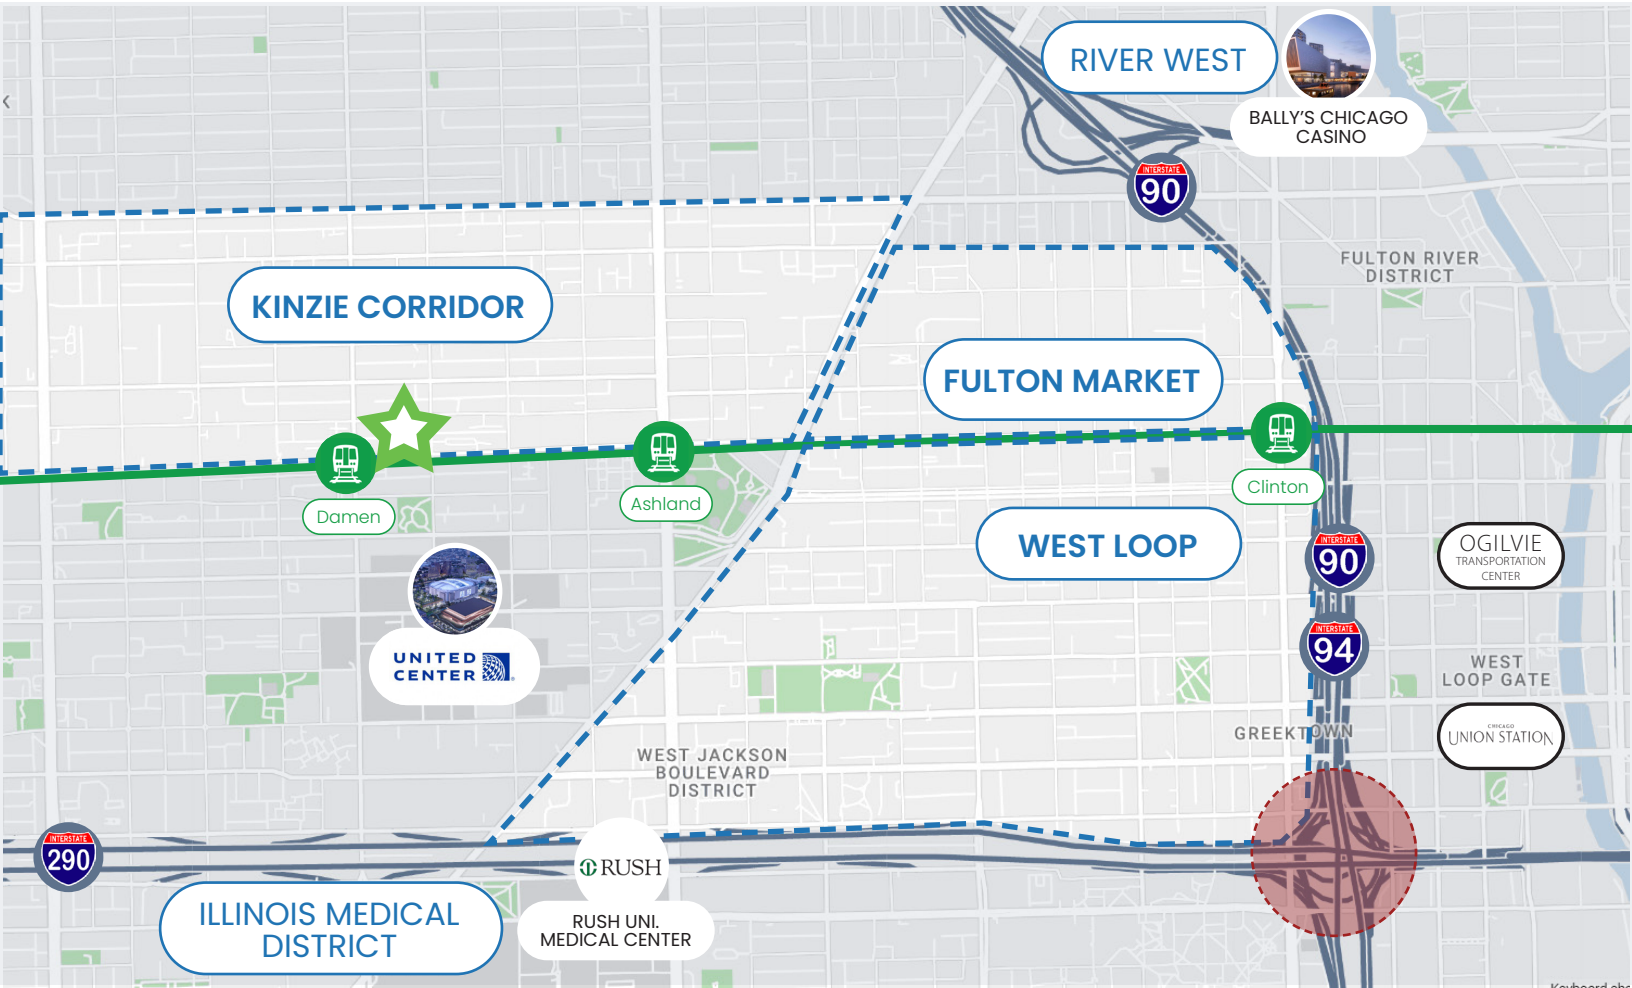 RIVER WEST
BALLY'S CHICAGO
CASINO
INTERSTATE
90
FULTON RIVER
DISTRICT
KINZIE CORRIDOR
FULTON MARKET
Damen
Ashland
Clinton
WEST LOOP
INTERSTATE
90
OGILVIE
TRANSPORTATION
CENTER
INTERSTATE
94
UNITED
CENTER
WEST
LOOP GATE
GREEKTOWN
CHICAGO
UNION STATION
WEST JACKSON
BOULEVARD
DISTRICT
INTERSTATE
290
RUSH
ILLINOIS MEDICAL
DISTRICT
RUSH UNI.
MEDICAL CENTER